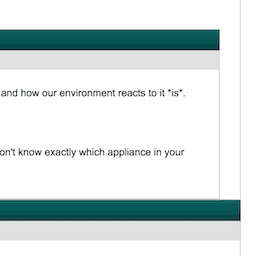 and how our environment reacts to it *is*.
on't know exactly which appliance in your